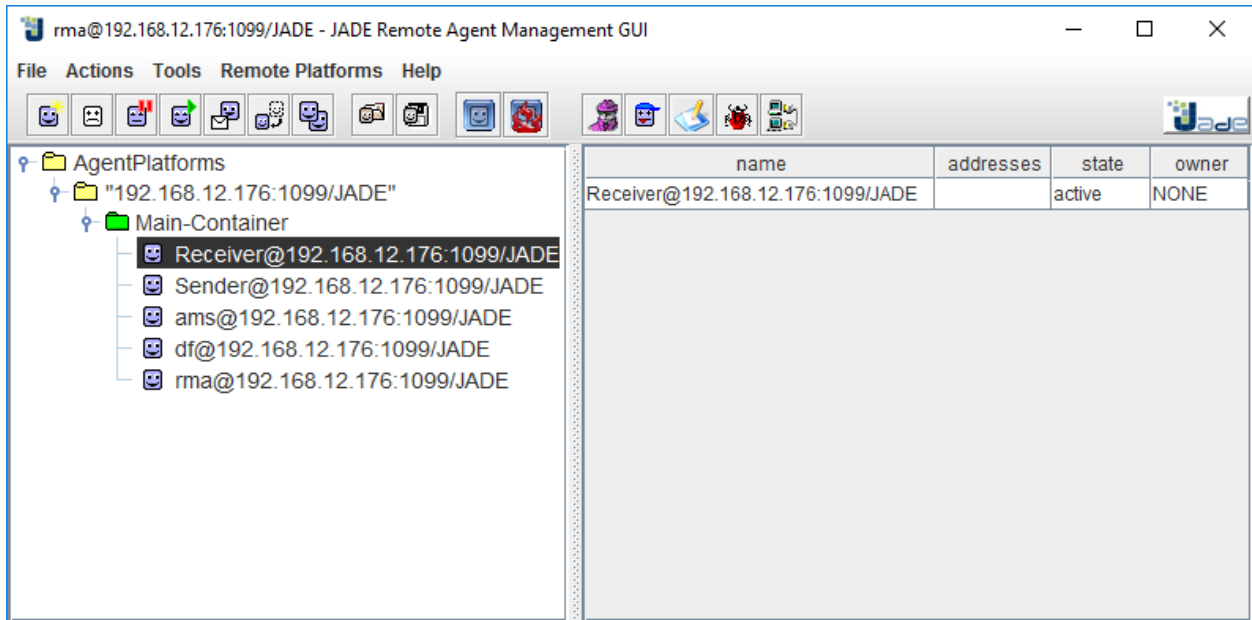 rma@192.168.12.176:1099/JADE - JADE Remote Agent Management GUI
File Actions Tools Remote Platforms Help
Jade
AgentPlatforms
"192.168.12.176:1099/JADE"
Main-Container
Receiver@192.168.12.176:1099/JADE
Sender@192.168.12.176:1099/JADE
ams@192.168.12.176:1099/JADE
df@192.168.12.176:1099/JADE
rma@192.168.12.176:1099/JADE
name addresses state owner
Receiver@192.168.12.176:1099/JADE active NONE